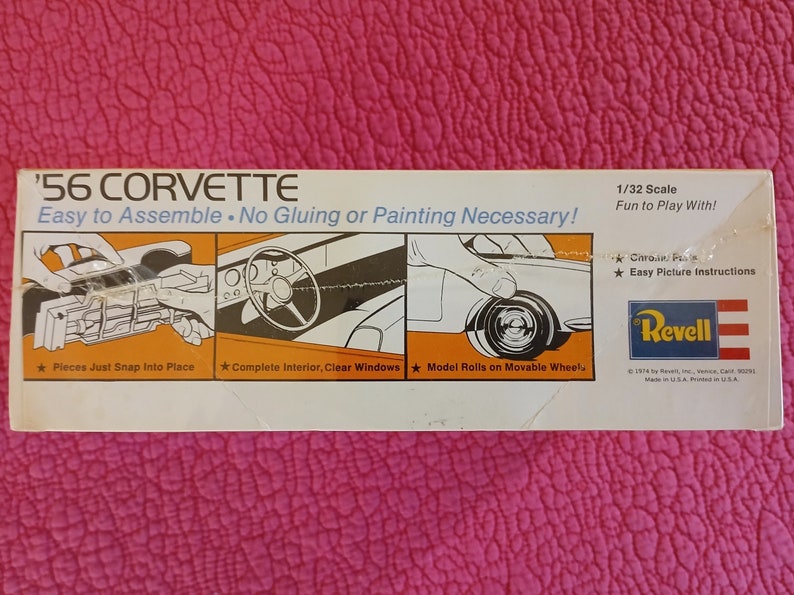 '56 CORVETTE
Easy to Assemble • No Gluing or Painting Necessary!
★ Pieces Just Snap Into Place
★ Complete Interior, Clear Windows
★ Model Rolls on Movable Wheels
1/32 Scale
Fun to Play With!
★ Chrome
★ Easy Picture Instructions
®Revell
© 1974 by Revell, Inc., Venice, Calif. 90291
Made in U.S.A. Printed in U.S.A.